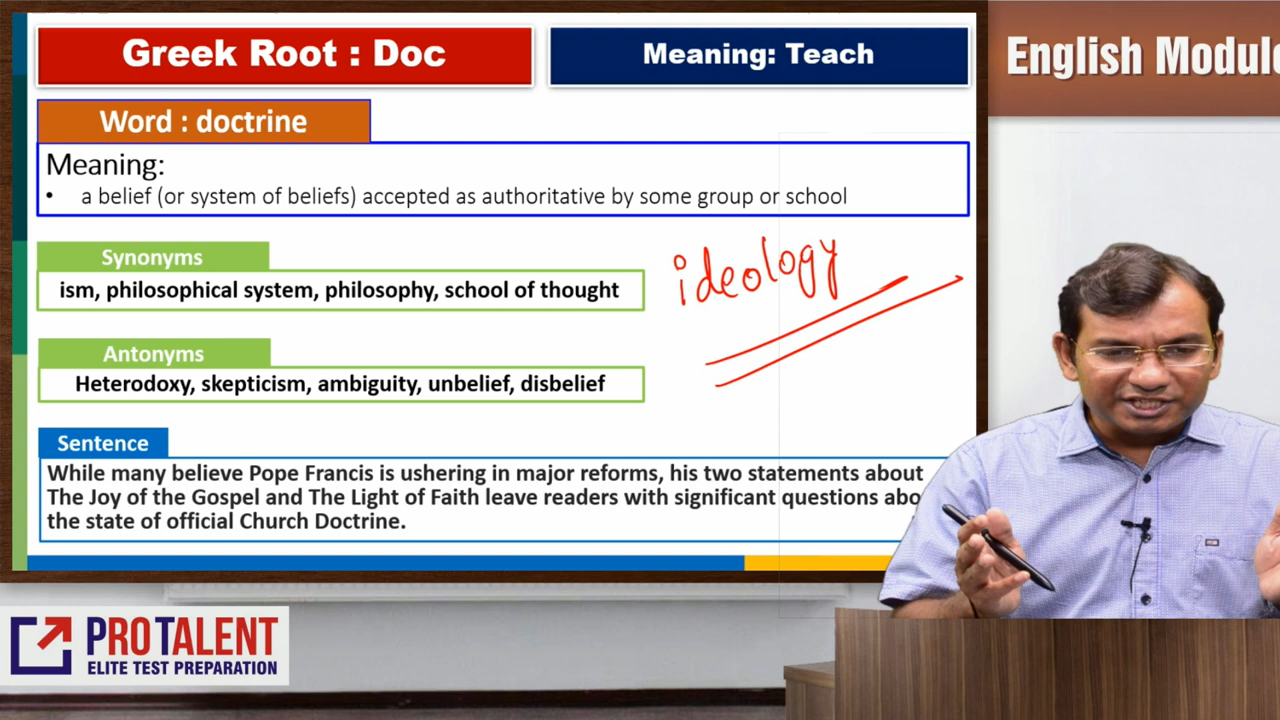 Greek Root : Doc
Meaning: Teach
English Module
Word : doctrine
Meaning:
• a belief (or system of beliefs) accepted as authoritative by some group or school
Synonyms
ism, philosophical system, philosophy, school of thought
ideology
Antonyms
Heterodoxy, skepticism, ambiguity, unbelief, disbelief
Sentence
While many believe Pope Francis is ushering in major reforms, his two statements about
The Joy of the Gospel and The Light of Faith leave readers with significant questions abo
the state of official Church Doctrine.
PROTALENT
ELITE TEST PREPARATION